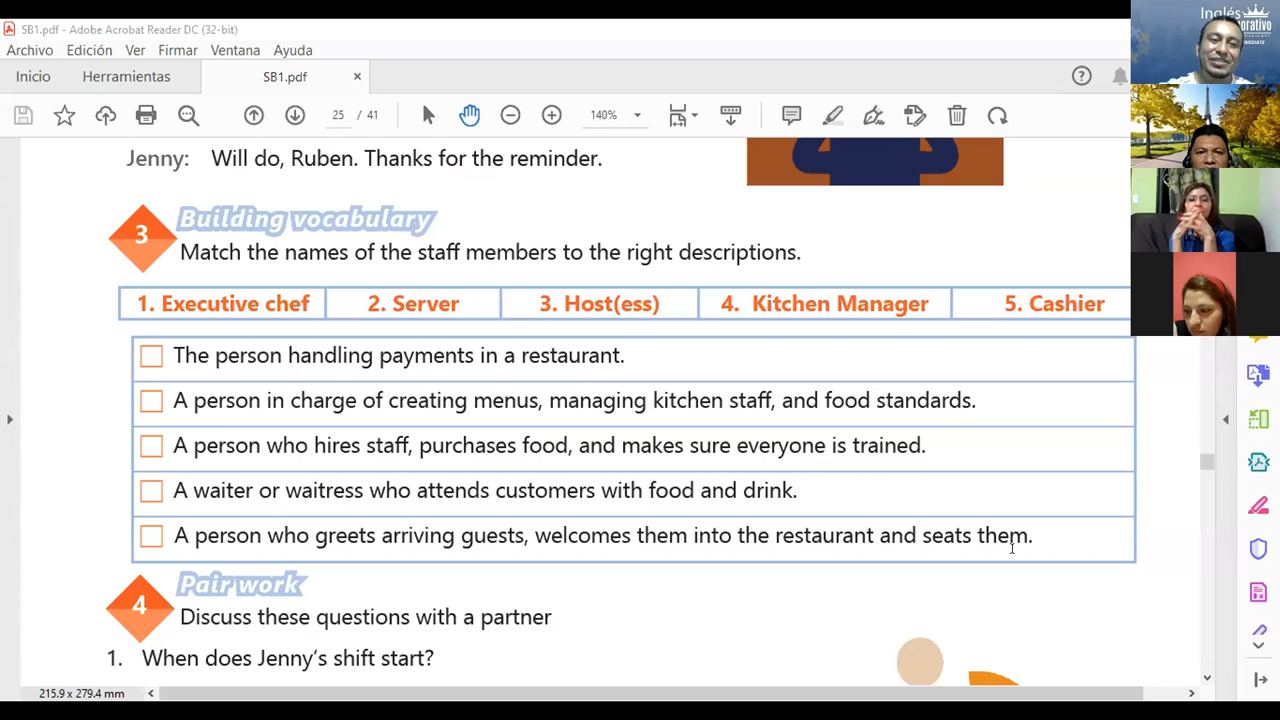 SB1.pdf - Adobe Acrobat Reader DC (32-bit)
Archivo Edición Ver Firmar Ventana Ayuda
Inicio Herramientas SB1.pdf ×
25 / 41 140%
Jenny: Will do, Ruben. Thanks for the reminder.
3 Building vocabulary
Match the names of the staff members to the right descriptions.
1. Executive chef 2. Server 3. Host(ess) 4. Kitchen Manager 5. Cashier
The person handling payments in a restaurant.
A person in charge of creating menus, managing kitchen staff, and food standards.
A person who hires staff, purchases food, and makes sure everyone is trained.
A waiter or waitress who attends customers with food and drink.
A person who greets arriving guests, welcomes them into the restaurant and seats them.
4 Pair work
Discuss these questions with a partner
1. When does Jenny's shift start?
215.9 x 279.4 mm
Inglés